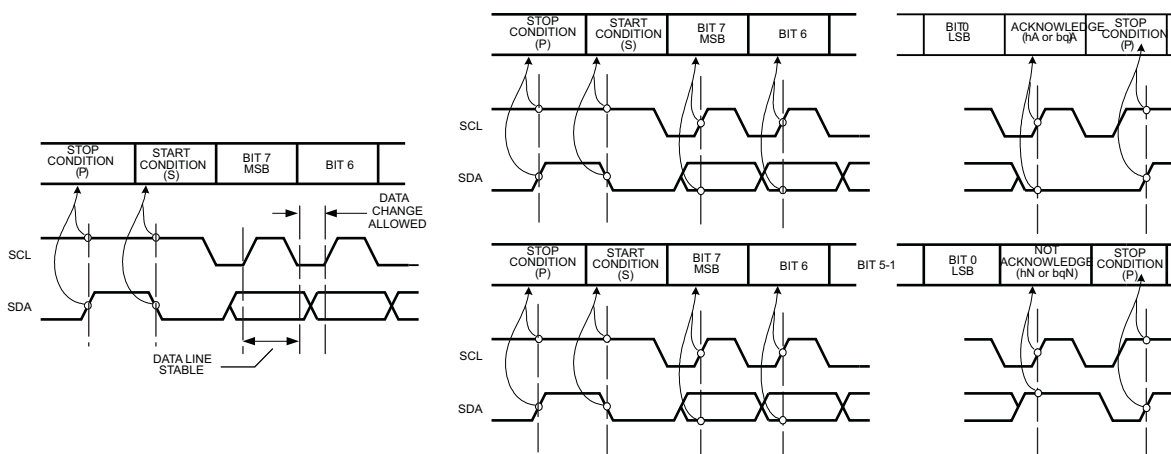 STOP
CONDITION
(P)
START
CONDITION
(S)
BIT 7
MSB
BIT 6
DATA
CHANGE
ALLOWED
SCL
SDA
DATA LINE
STABLE
STOP
CONDITION
(P)
START
CONDITION
(S)
BIT 7
MSB
BIT 6
BIT0
LSB
ACKNOWLEDGE
(hA or bqA)
STOP
CONDITION
(P)
SCL
SDA
STOP
CONDITION
(P)
START
CONDITION
(S)
BIT 7
MSB
BIT 6
BIT 5-1
BIT 0
LSB
NOT
ACKNOWLEDGE
(hN or bqN)
STOP
CONDITION
(P)
SCL
SDA